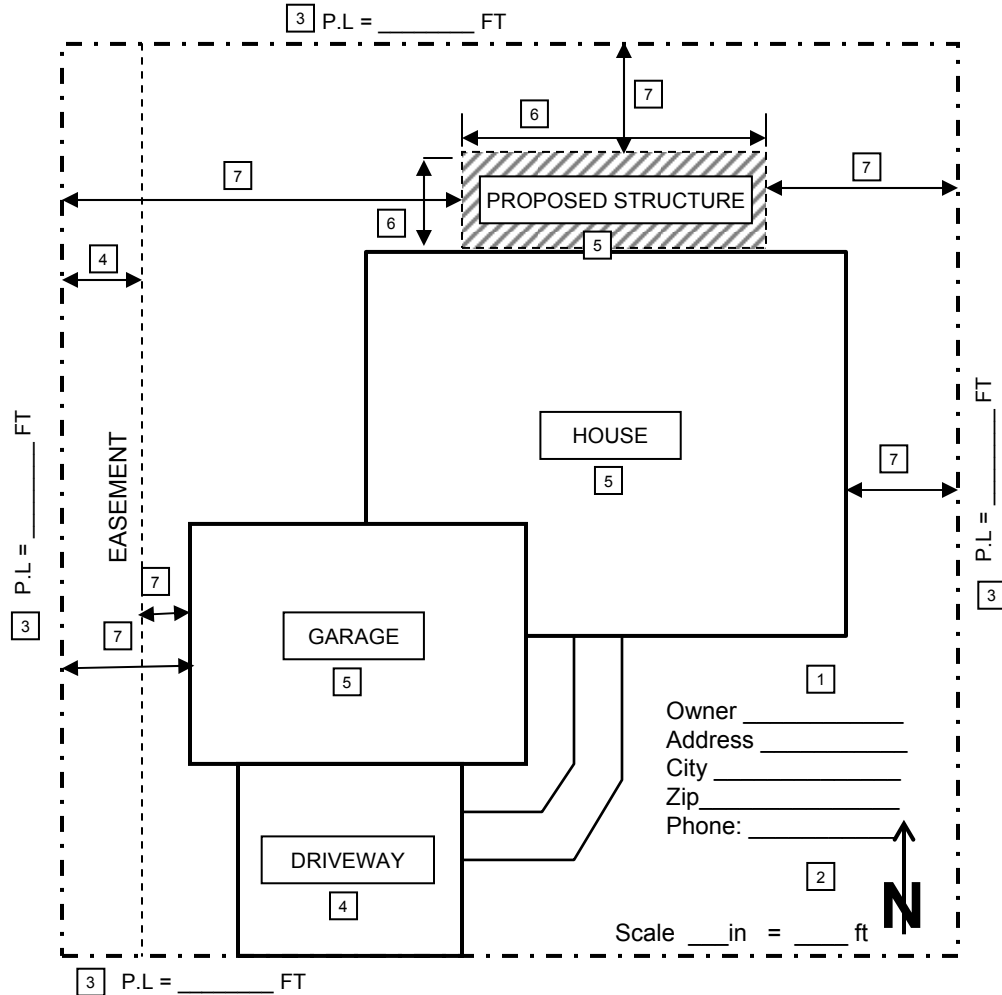 3 P.L = ________ FT
7
6
7
7
PROPOSED STRUCTURE
6
5
4
3 P.L = ________ FT
EASEMENT
HOUSE
5
7
3 P.L = ________ FT
7
7
GARAGE
5
1
Owner ____________
Address ___________
City ______________
Zip_______________
Phone: ___________
DRIVEWAY
4
2
N
Scale ___in = ____ ft
3 P.L = ________ FT